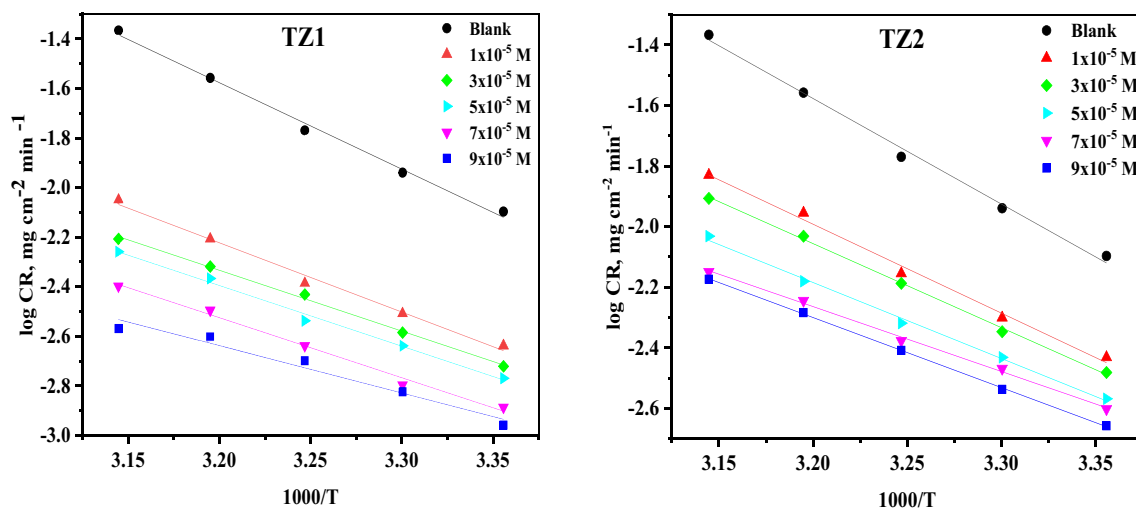 TZ1
Blank
1x10⁻⁵ M
3x10⁻⁵ M
5x10⁻⁵ M
7x10⁻⁵ M
9x10⁻⁵ M
log CR, mg cm⁻² min⁻¹
-1.4
-1.6
-1.8
-2.0
-2.2
-2.4
-2.6
-2.8
-3.0
3.15 3.20 3.25 3.30 3.35
1000/T
TZ2
Blank
1x10⁻⁵ M
3x10⁻⁵ M
5x10⁻⁵ M
7x10⁻⁵ M
9x10⁻⁵ M
log CR, mg cm⁻² min⁻¹
-1.4
-1.6
-1.8
-2.0
-2.2
-2.4
-2.6
3.15 3.20 3.25 3.30 3.35
1000/T